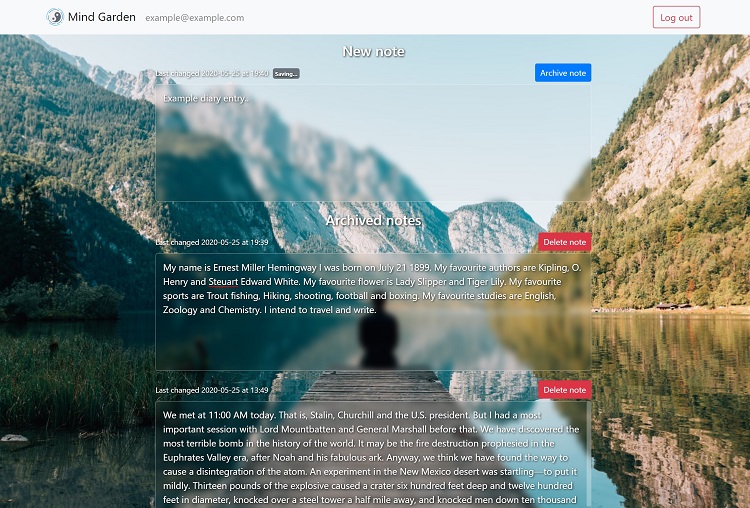 Mind Garden example@example.com Log out
New note
Last changed 2020-05-25 at 19:40 Saving... Archive note
Example diary entry..
Archived notes
Last changed 2020-05-25 at 19:39 Delete note
My name is Ernest Miller Hemingway I was born on July 21 1899. My favourite authors are Kipling, O.
Henry and Steuart Edward White. My favourite flower is Lady Slipper and Tiger Lily. My favourite
sports are Trout fishing, Hiking, shooting, football and boxing. My favourite studies are English,
Zoology and Chemistry. I intend to travel and write.
Last changed 2020-05-25 at 13:49 Delete note
We met at 11:00 AM today. That is, Stalin, Churchill and the U.S. president. But I had a most
important session with Lord Mountbatten and General Marshall before that. We have discovered the
most terrible bomb in the history of the world. It may be the fire destruction prophesied in the
Euphrates Valley era, after Noah and his fabulous ark. Anyway, we think we have found the way to
cause a disintegration of the atom. An experiment in the New Mexico desert was startling—to put it
mildly. Thirteen pounds of the explosive caused a crater six hundred feet deep and twelve hundred
feet in diameter, knocked over a steel tower a half mile away, and knocked men down ten thousand